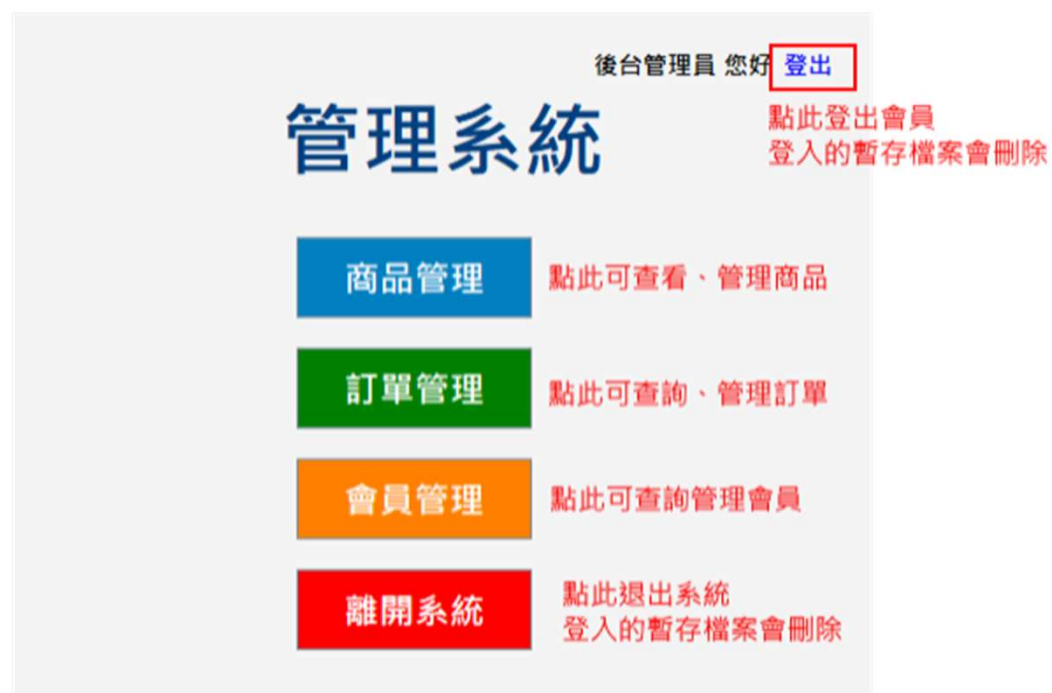 後台管理員 您好 登出
管理系統
點此登出會員
登入的暫存檔案會刪除
商品管理
點此可查看、管理商品
訂單管理
點此可查詢、管理訂單
會員管理
點此可查詢管理會員
離開系統
點此退出系統
登入的暫存檔案會刪除